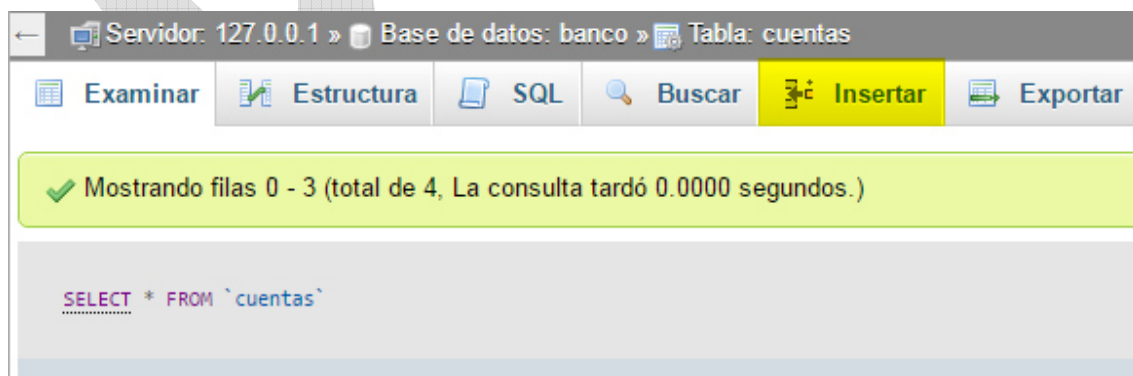 Servidor: 127.0.0.1 » Base de datos: banco » Tabla: cuentas
Examinar Estructura SQL Buscar Insertar Exportar
Mostrando filas 0 - 3 (total de 4, La consulta tardó 0.0000 segundos.)
SELECT * FROM `cuentas`